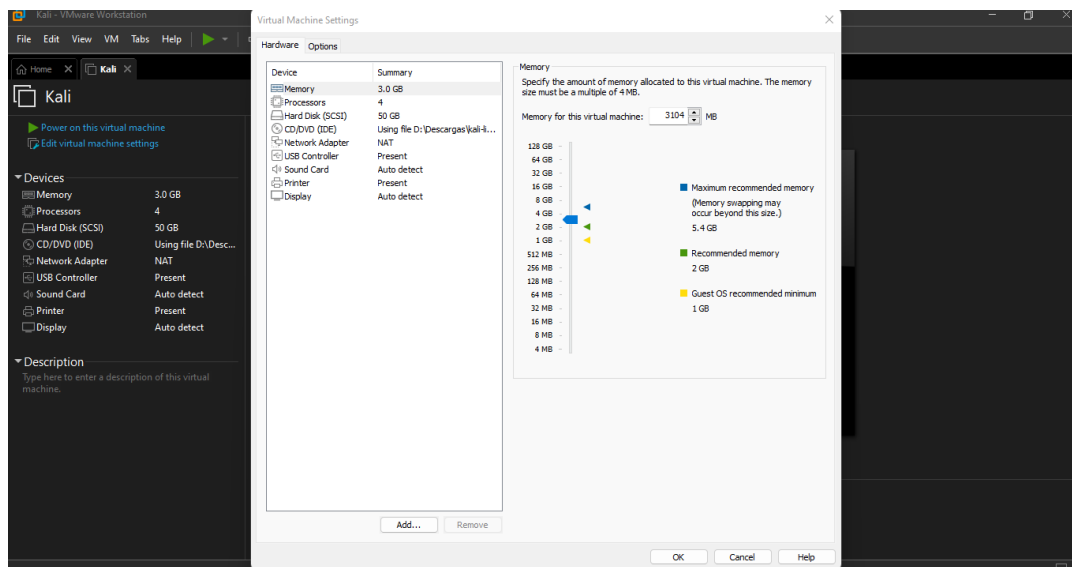 Kali - VMware Workstation
File Edit View VM Tabs Help
Home
Kali
Kali
Power on this virtual machine
Edit virtual machine settings
Devices
Memory 3.0 GB
Processors 4
Hard Disk (SCSI) 50 GB
CD/DVD (IDE) Using file D:\Desc...
Network Adapter NAT
USB Controller Present
Sound Card Auto detect
Printer Present
Display Auto detect
Description
Type here to enter a description of this virtual
machine.
Virtual Machine Settings
Hardware Options
Device Summary
Memory 3.0 GB
Processors 4
Hard Disk (SCSI) 50 GB
CD/DVD (IDE) Using file D:\Descargas\kali-li...
Network Adapter NAT
USB Controller Present
Sound Card Auto detect
Printer Present
Display Auto detect
Add... Remove
Memory
Specify the amount of memory allocated to this virtual machine. The memory
size must be a multiple of 4 MB.
Memory for this virtual machine: 3104 MB
128 GB
64 GB
32 GB
16 GB
8 GB
4 GB
2 GB
1 GB
512 MB
256 MB
128 MB
64 MB
32 MB
16 MB
8 MB
4 MB
Maximum recommended memory
(Memory swapping may
occur beyond this size.)
5.4 GB
Recommended memory
2 GB
Guest OS recommended minimum
1 GB
OK Cancel Help